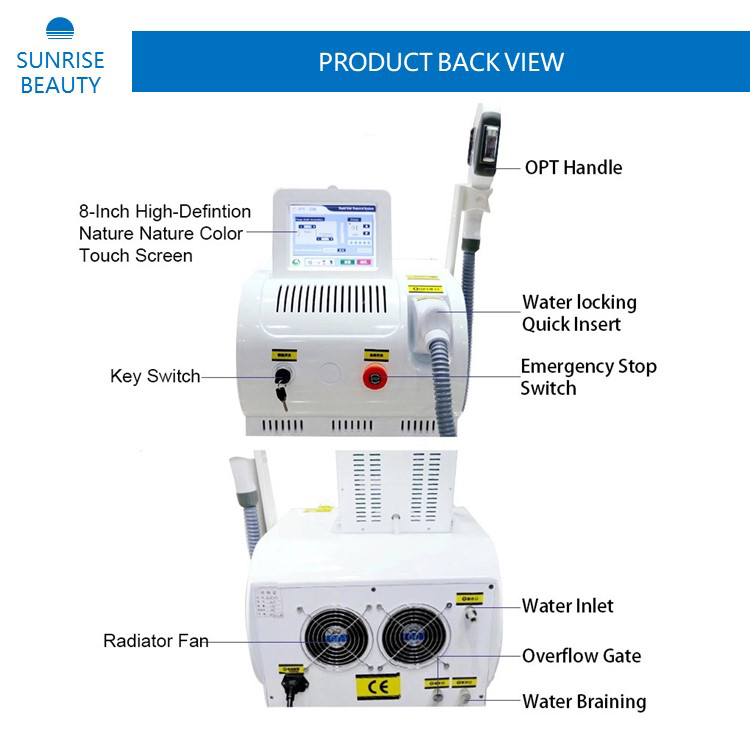 SUNRISE
BEAUTY
PRODUCT BACK VIEW
OPT Handle
8-Inch High-Defintion
Nature Nature Color
Touch Screen
Water locking
Quick Insert
Key Switch
Emergency Stop
Switch
Water Inlet
Radiator Fan
Overflow Gate
CE
Water Braining